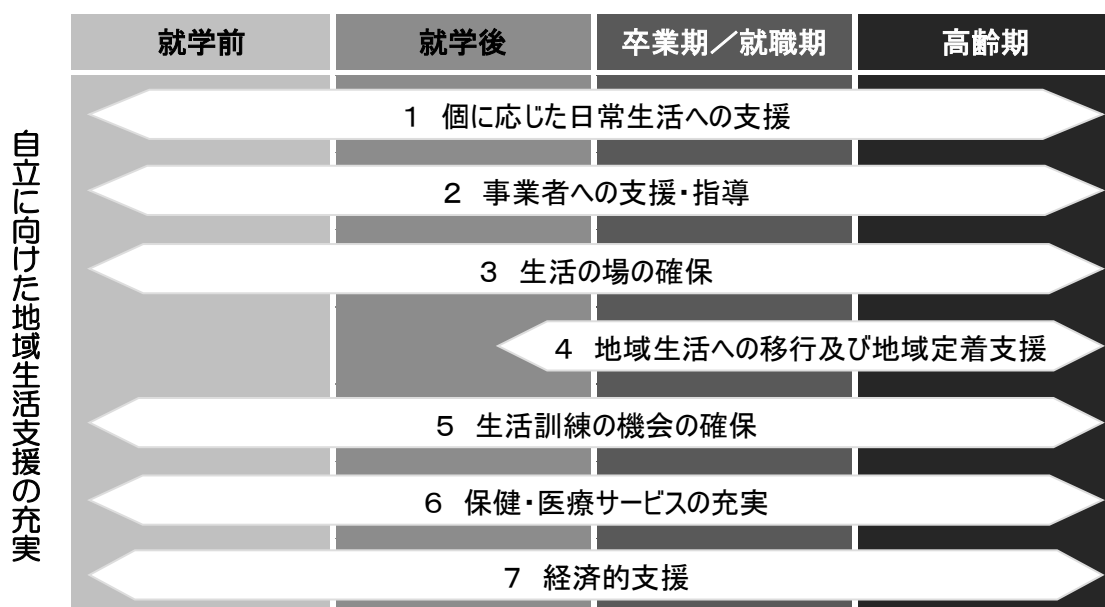 就学前
就学後
卒業期／就職期
高齢期
自立に向けた地域生活支援の充実
１　個に応じた日常生活への支援
２　事業者への支援・指導
３　生活の場の確保
４　地域生活への移行及び地域定着支援
５　生活訓練の機会の確保
６　保健・医療サービスの充実
７　経済的支援